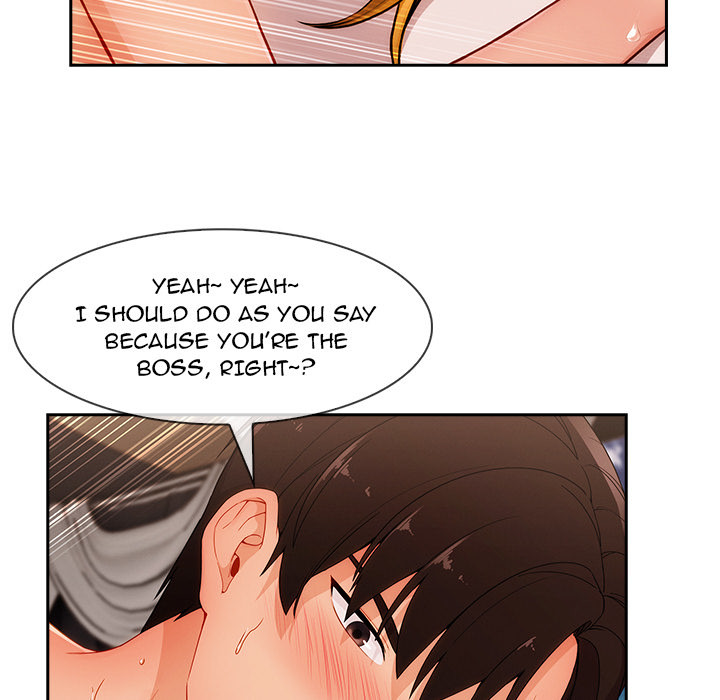 YEAH~ YEAH~
I SHOULD DO AS YOU SAY
BECAUSE YOU'RE THE
BOSS, RIGHT~?